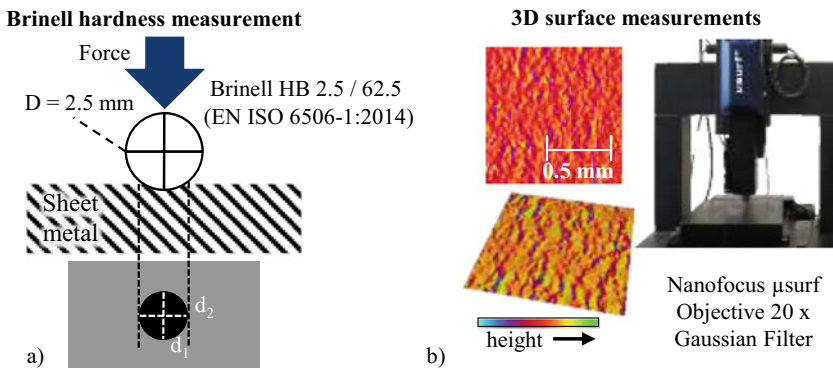 Brinell hardness measurement
Force
D = 2.5 mm
Brinell HB 2.5 / 62.5
(EN ISO 6506-1:2014)
Sheet
metal
d2
d1
a)
3D surface measurements
0.5 mm
µsurf
height
Nanofocus µsurf
Objective 20 x
Gaussian Filter
b)